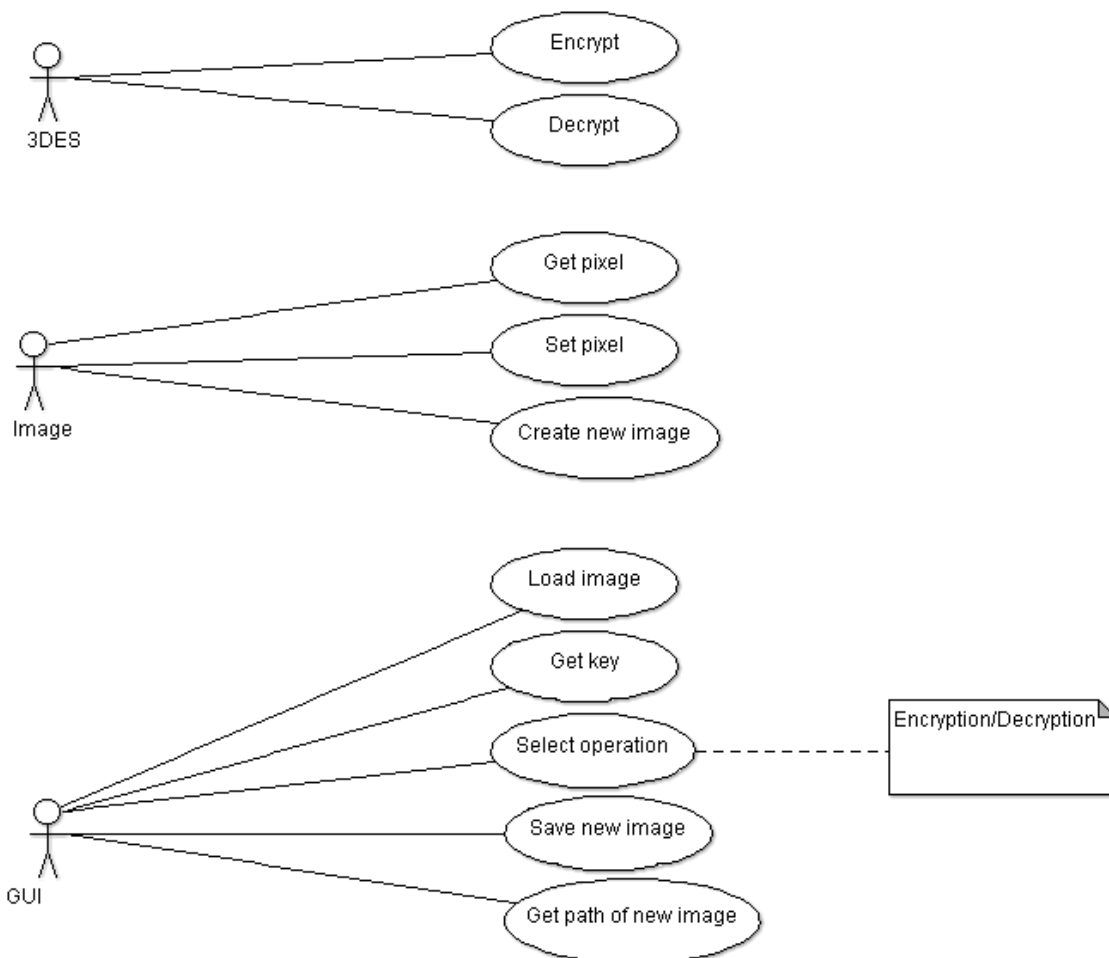 Encrypt
3DES
Decrypt
Get pixel
Set pixel
Image
Create new image
Load image
Get key
Select operation
Encryption/Decryption
Save new image
GUI
Get path of new image